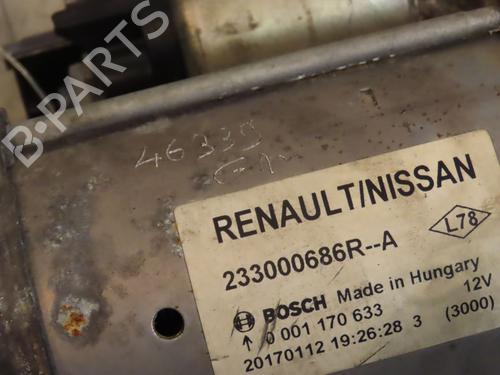 B-PARTS
46339
RENAULT/NISSAN
233000686R--A
L78
BOSCH Made in Hungary
0 001 170 633 12V
20170112 19:26:28 3 (3000)